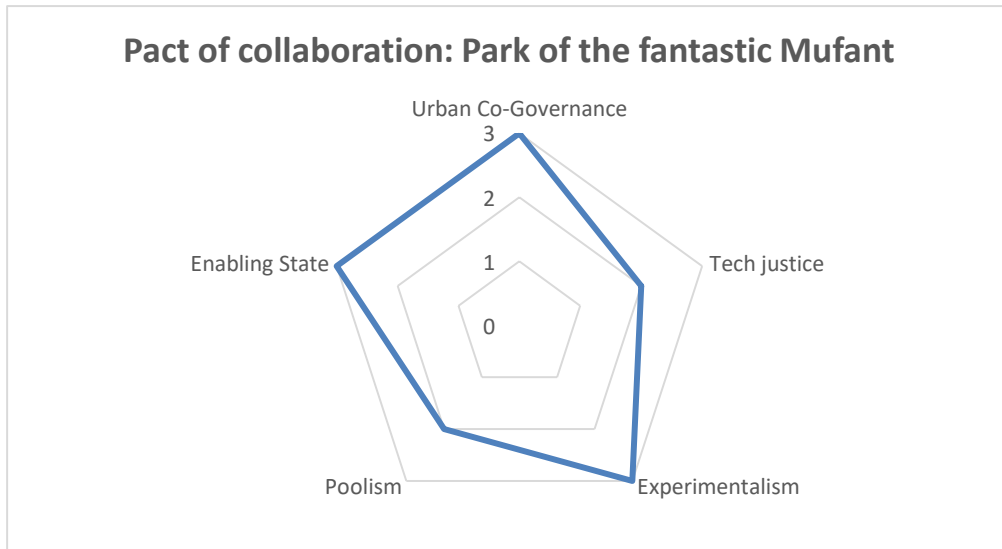 Pact of collaboration: Park of the fantastic Mufant
Urban Co-Governance
3
2
Enabling State
Tech justice
1
0
Poolism
Experimentalism